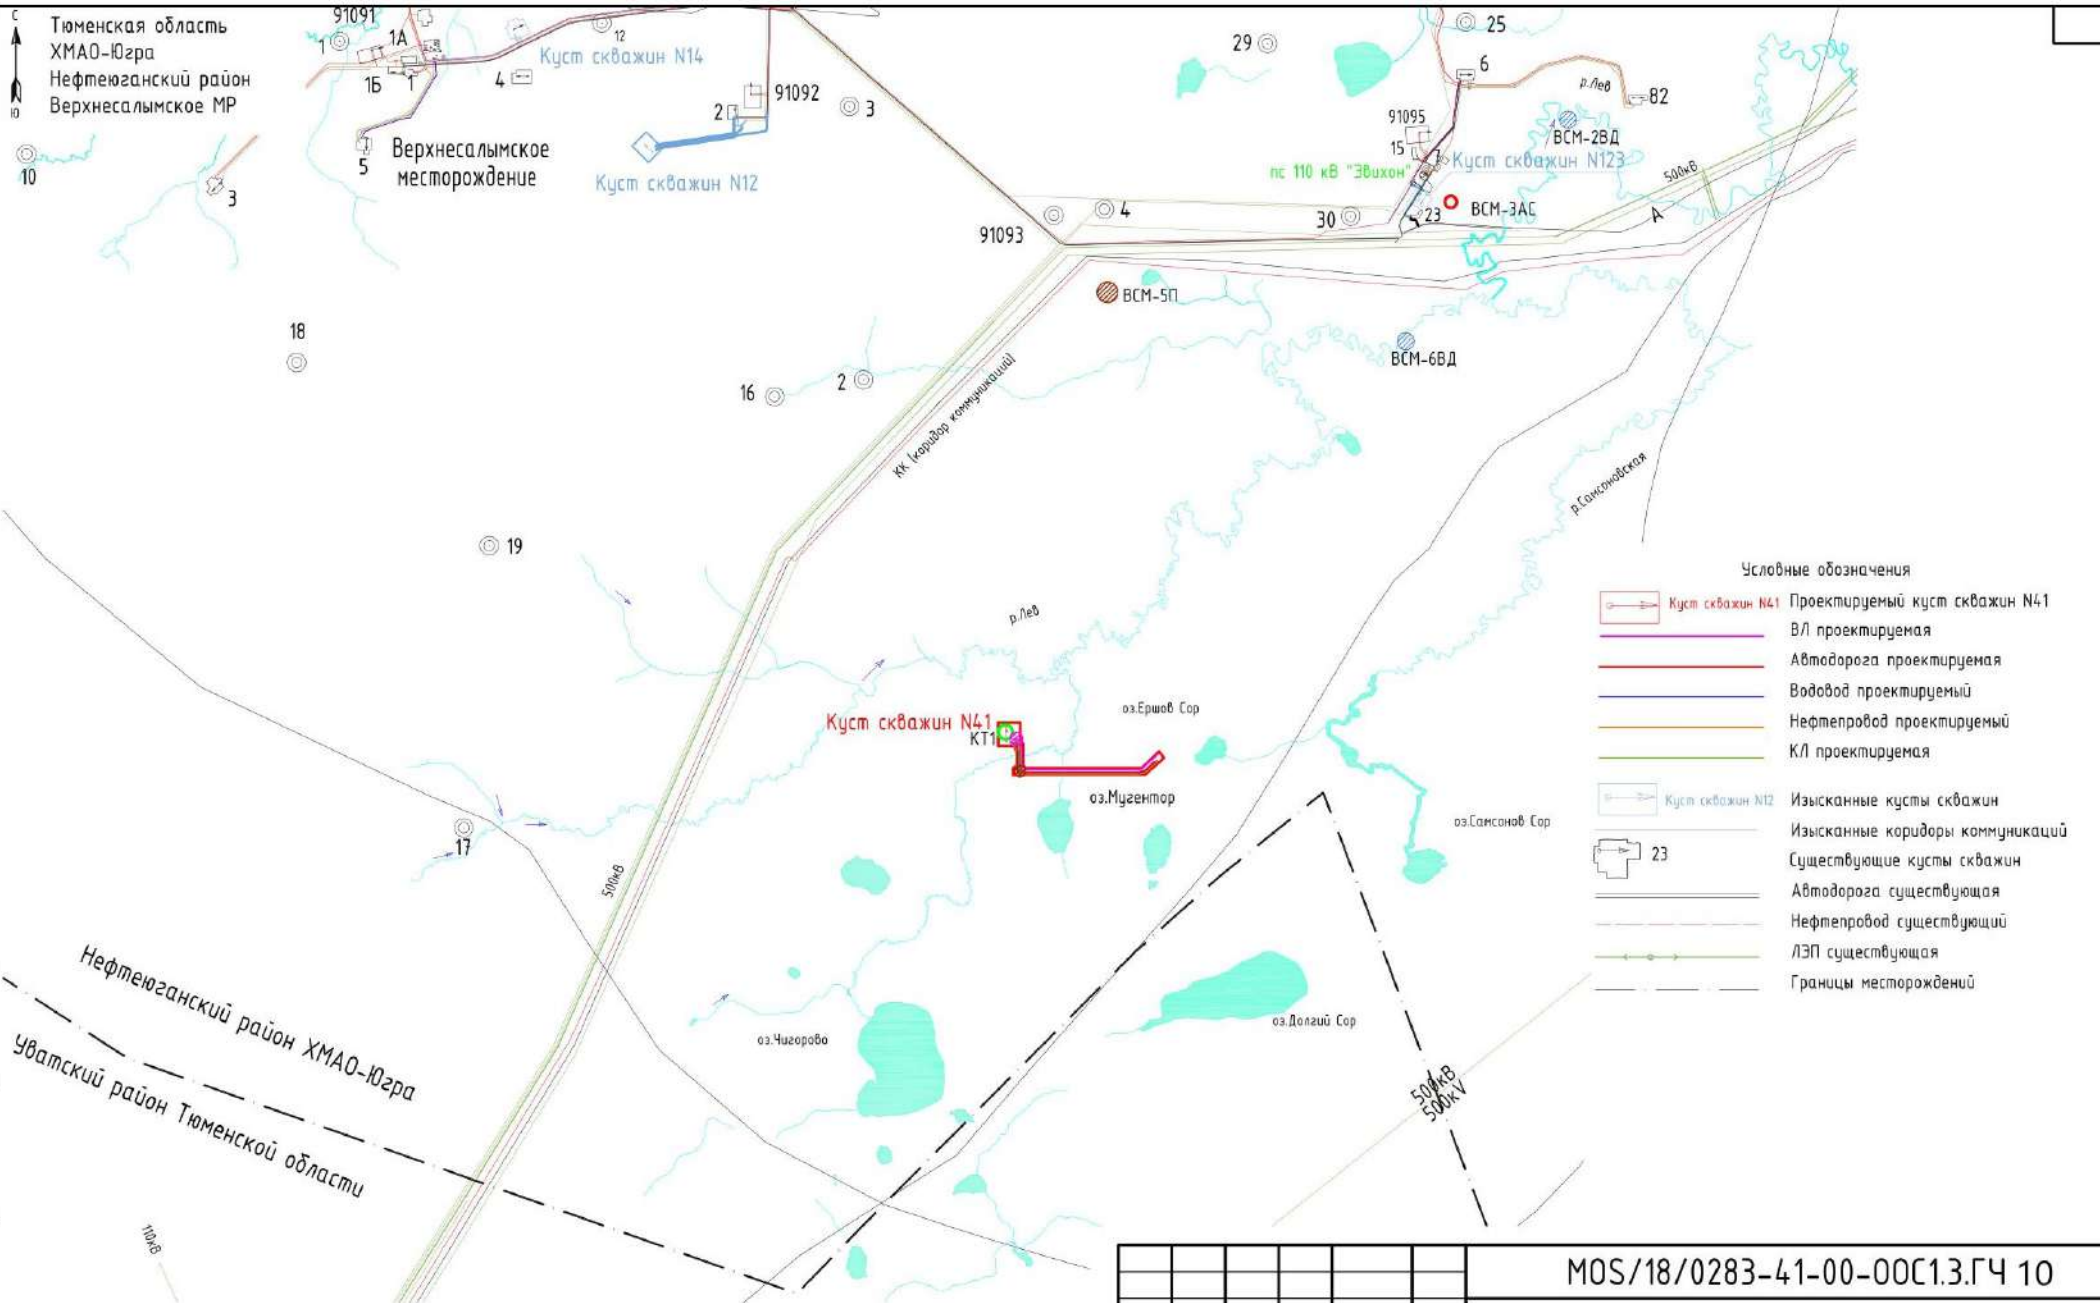 С
Ю
Тюменская область
ХМАО-Югра
Нефтеюганский район
Верхнесалымское МР
91091
1
1А
1Б
1
12
Куст скважин N14
4
2
91092
3
29
25
6
р.Лев
82
10
3
5
Верхнесалымское
месторождение
Куст скважин N12
91095
15
7
ВСМ-2ВД
Куст скважин N123
пс 110 кВ "Эвихон"
500кВ
91093
4
30
23
ВСМ-3АС
А
ВСМ-5П
18
ВСМ-6ВД
16
2
КК (коридор коммуникаций)
р.Самсоновская
19
р.Лев
оз.Ершов Сор
Куст скважин N41
КТ1
оз.Мугентор
оз.Самсонов Сор
17
500кВ
Нефтеюганский район ХМАО-Югра
Уватский район Тюменской области
оз.Чигорово
оз.Долгий Сор
500кВ
500kV
110кВ
Условные обозначения
Куст скважин N41 Проектируемый куст скважин N41
ВЛ проектируемая
Автодорога проектируемая
Водовод проектируемый
Нефтепровод проектируемый
КЛ проектируемая
Куст скважин N12 Изысканные кусты скважин
Изысканные коридоры коммуникаций
23 Существующие кусты скважин
Автодорога существующая
Нефтепровод существующий
ЛЭП существующая
Границы месторождений
MOS/18/0283-41-00-ООС1.3.ГЧ 10